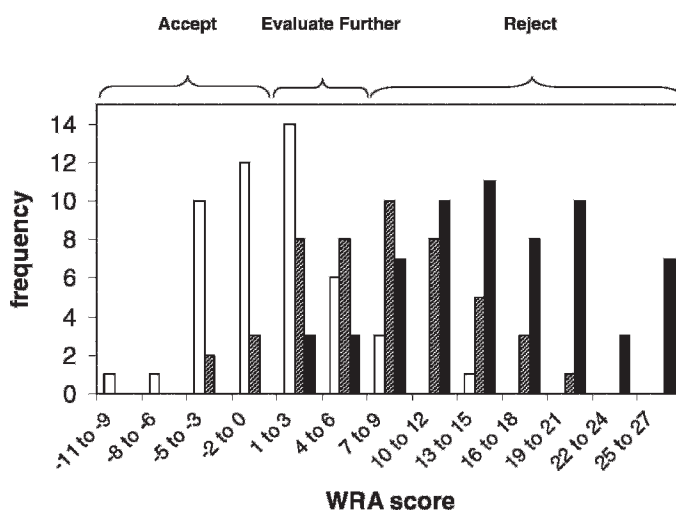 Accept Evaluate Further Reject
14
12
10
8
6
4
2
0
frequency
-11 to -9
-8 to -6
-5 to -3
-2 to 0
1 to 3
4 to 6
7 to 9
10 to 12
13 to 15
16 to 18
19 to 21
22 to 24
25 to 27
WRA score